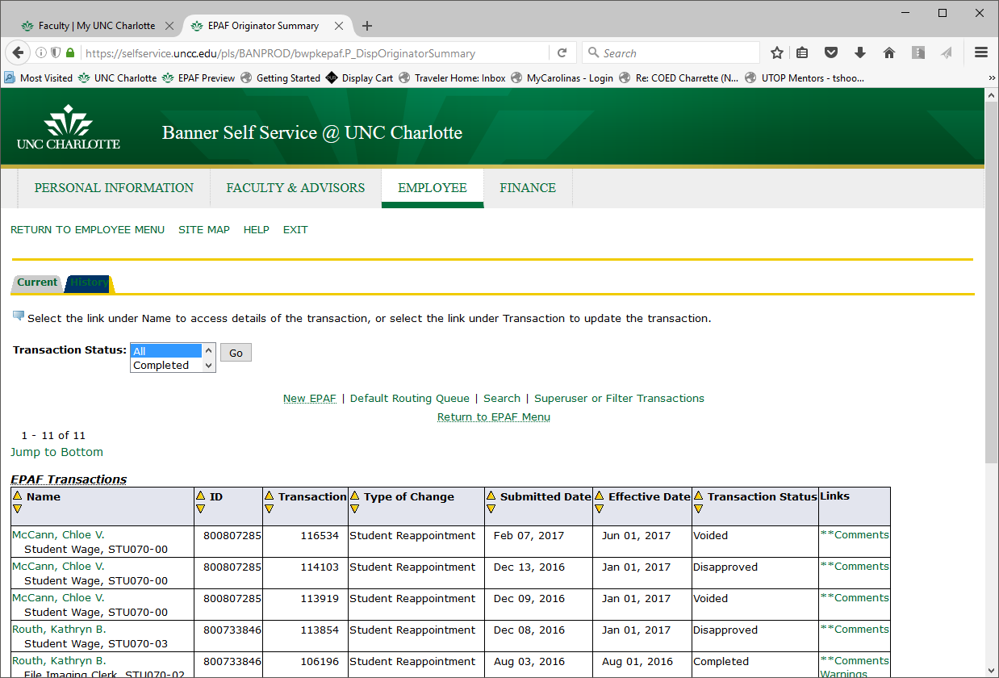 Faculty | My UNC Charlotte
EPAF Originator Summary
https://selfservice.uncc.edu/pls/BANPROD/bwpkepaf.P_DispOriginatorSummary
Search
Most Visited UNC Charlotte EPAF Preview Getting Started Display Cart Traveler Home: Inbox MyCarolinas - Login Re: COED Charrette (N... UTOP Mentors - tshoo...
UNC CHARLOTTE
Banner Self Service @ UNC Charlotte
PERSONAL INFORMATION FACULTY & ADVISORS EMPLOYEE FINANCE
RETURN TO EMPLOYEE MENU SITE MAP HELP EXIT
Current History
Select the link under Name to access details of the transaction, or select the link under Transaction to update the transaction.
Transaction Status: All Go
Completed
New EPAF | Default Routing Queue | Search | Superuser or Filter Transactions
Return to EPAF Menu
1 - 11 of 11
Jump to Bottom
EPAF Transactions
Name ID Transaction Type of Change Submitted Date Effective Date Transaction Status Links
McCann, Chloe V. 800807285 116534 Student Reappointment Feb 07, 2017 Jun 01, 2017 Voided **Comments
Student Wage, STU070-00
McCann, Chloe V. 800807285 114103 Student Reappointment Dec 13, 2016 Jan 01, 2017 Disapproved **Comments
Student Wage, STU070-00
McCann, Chloe V. 800807285 113919 Student Reappointment Dec 09, 2016 Jan 01, 2017 Voided **Comments
Student Wage, STU070-00
Routh, Kathryn B. 800733846 113854 Student Reappointment Dec 08, 2016 Jan 01, 2017 Disapproved **Comments
Student Wage, STU070-03
Routh, Kathryn B. 800733846 106196 Student Reappointment Aug 03, 2016 Aug 01, 2016 Completed **Comments
File Imaging Clerk, STU070-02 Warnings